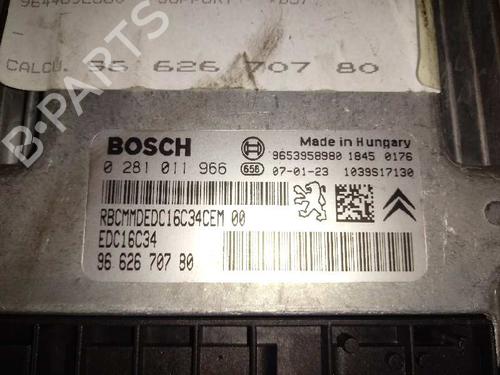 B-PARTS
CALCU. 96 626 707 80
BOSCH
Made in Hungary
9653958980 1845 0176
0 281 011 966 656 07-01-23 1039S17130
RBCMMDEDC16C34CEM 00
EDC16C34
96 626 707 80